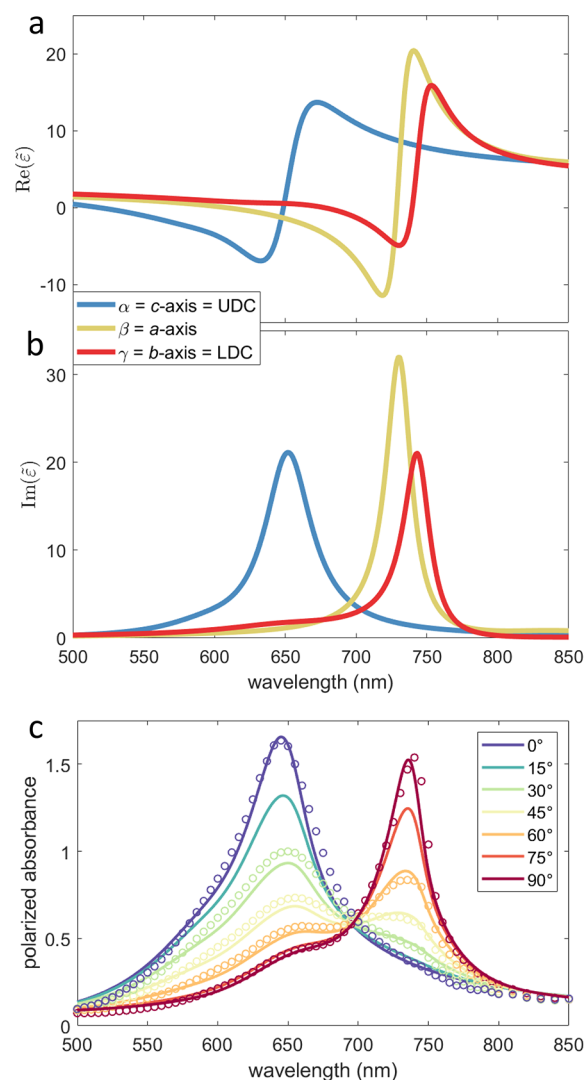 a
20
10
0
-10
Re(ε̃)
α = c-axis = UDC
β = a-axis
γ = b-axis = LDC
b
30
20
10
0
Im(ε̃)
500 550 600 650 700 750 800 850
wavelength (nm)
c
1.5
1
0.5
0
polarized absorbance
0°
15°
30°
45°
60°
75°
90°
500 550 600 650 700 750 800 850
wavelength (nm)